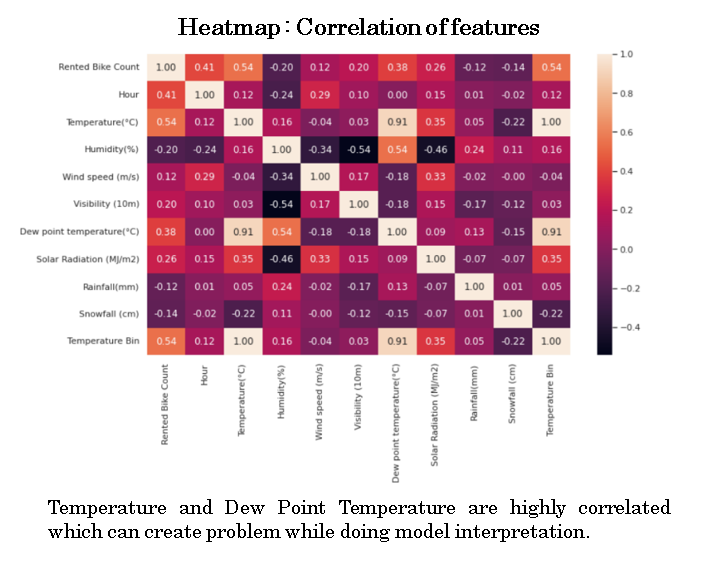 Heatmap : Correlation of features
Rented Bike Count 1.00 0.41 0.54 -0.20 0.12 0.20 0.38 0.26 -0.12 -0.14 0.54
Hour 0.41 1.00 0.12 -0.24 0.29 0.10 0.00 0.15 0.01 -0.02 0.12
Temperature(°C) 0.54 0.12 1.00 0.16 -0.04 0.03 0.91 0.35 0.05 -0.22 1.00
Humidity(%) -0.20 -0.24 0.16 1.00 -0.34 -0.54 0.54 -0.46 0.24 0.11 0.16
Wind speed (m/s) 0.12 0.29 -0.04 -0.34 1.00 0.17 -0.18 0.33 -0.02 -0.00 -0.04
Visibility (10m) 0.20 0.10 0.03 -0.54 0.17 1.00 -0.18 0.15 -0.17 -0.12 0.03
Dew point temperature(°C) 0.38 0.00 0.91 0.54 -0.18 -0.18 1.00 0.09 0.13 -0.15 0.91
Solar Radiation (MJ/m2) 0.26 0.15 0.35 -0.46 0.33 0.15 0.09 1.00 -0.07 -0.07 0.35
Rainfall(mm) -0.12 0.01 0.05 0.24 -0.02 -0.17 0.13 -0.07 1.00 0.01 0.05
Snowfall (cm) -0.14 -0.02 -0.22 0.11 -0.00 -0.12 -0.15 -0.07 0.01 1.00 -0.22
Temperature Bin 0.54 0.12 1.00 0.16 -0.04 0.03 0.91 0.35 0.05 -0.22 1.00
Rented Bike Count
Hour
Temperature(°C)
Humidity(%)
Wind speed (m/s)
Visibility (10m)
Dew point temperature(°C)
Solar Radiation (MJ/m2)
Rainfall(mm)
Snowfall (cm)
Temperature Bin
1.0
0.8
0.6
0.4
0.2
0.0
−0.2
−0.4
Temperature and Dew Point Temperature are highly correlated
which can create problem while doing model interpretation.